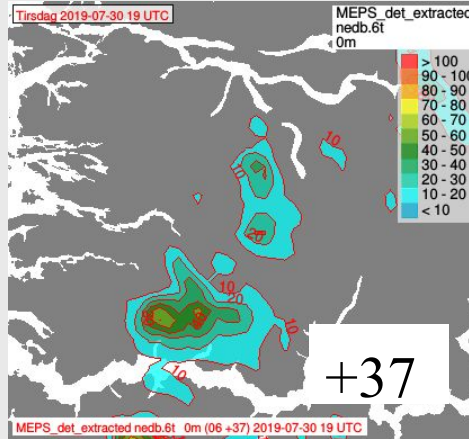 Tirsdag 2019-07-30 19 UTC
MEPS_det_extracted
nedb.6t
0m
> 100
90 - 100
80 - 90
70 - 80
60 - 70
50 - 60
40 - 50
30 - 40
20 - 30
10 - 20
< 10
10
20
10
20
10
10
+37
MEPS_det_extracted nedb.6t 0m (06 +37) 2019-07-30 19 UTC